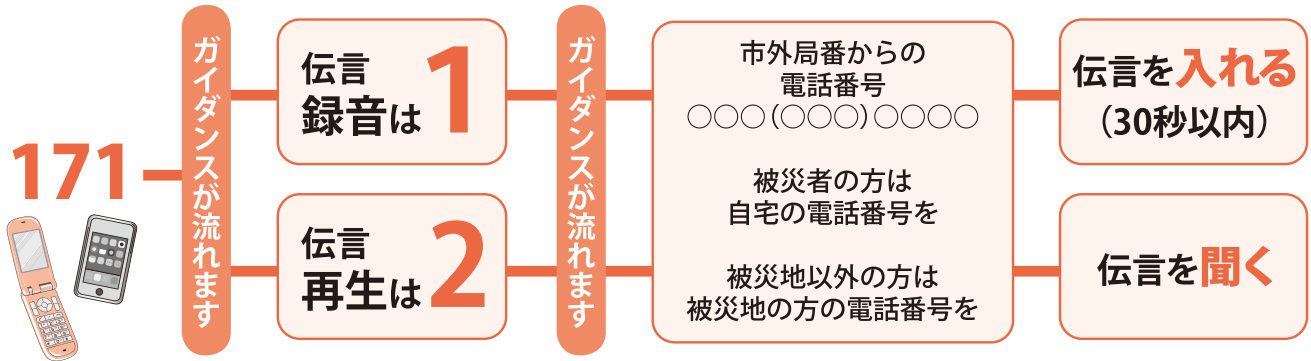 171
ガイダンスが流れます
伝言
録音は1
伝言
再生は2
ガイダンスが流れます
市外局番からの
電話番号
○○○(○○○)○○○○
被災者の方は
自宅の電話番号を
被災地以外の方は
被災地の方の電話番号を
伝言を入れる
(30秒以内)
伝言を聞く